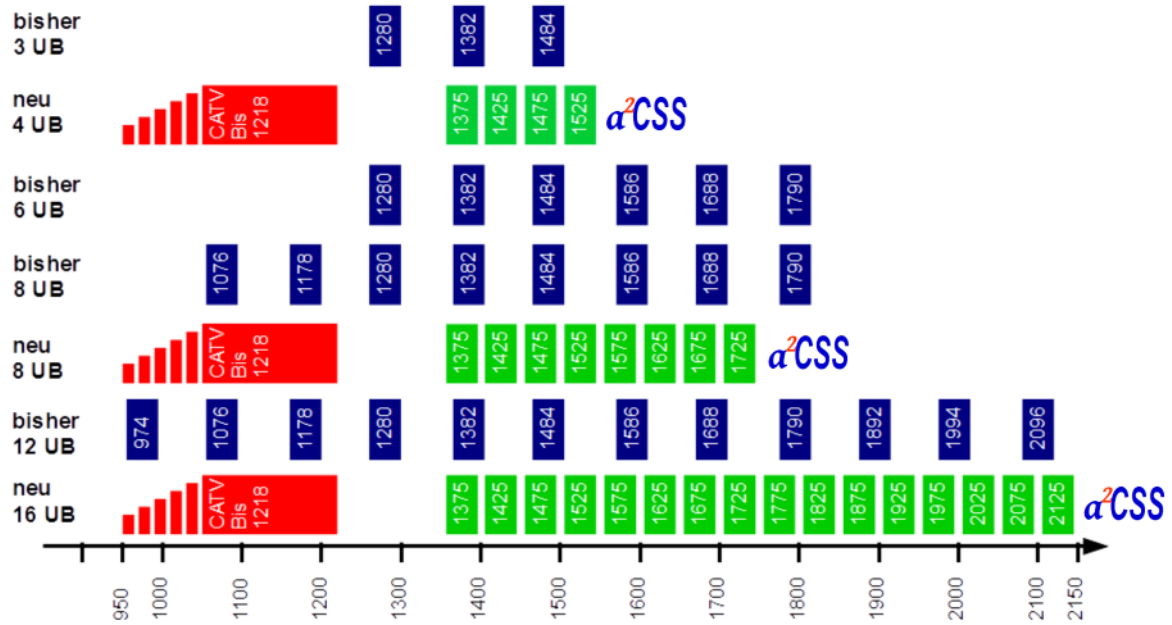 bisher
3 UB
1280 1382 1484
neu
4 UB
CATV
Bis
1218
1375 1425 1475 1525
a²CSS
bisher
6 UB
1280 1382 1484 1586 1688 1790
bisher
8 UB
1076 1178 1280 1382 1484 1586 1688 1790
neu
8 UB
CATV
Bis
1218
1375 1425 1475 1525 1575 1625 1675 1725
a²CSS
bisher
12 UB
974 1076 1178 1280 1382 1484 1586 1688 1790 1892 1994 2096
neu
16 UB
CATV
Bis
1218
1375 1425 1475 1525 1575 1625 1675 1725 1775 1825 1875 1925 1975 2025 2075 2125
a²CSS
950 1000 1100 1200 1300 1400 1500 1600 1700 1800 1900 2000 2100 2150